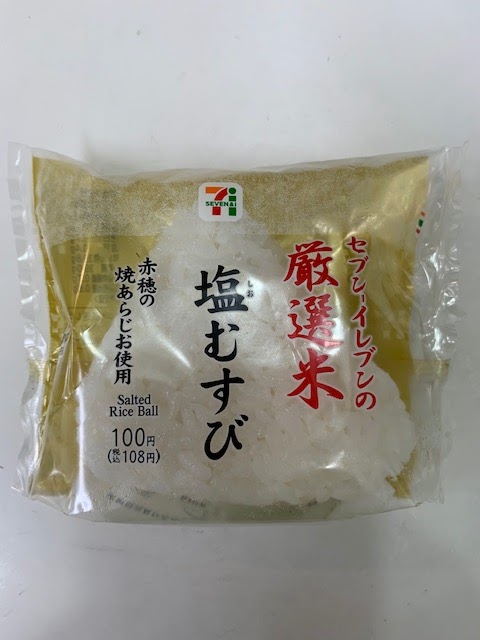 SEVEN&i
セブン-イレブンの
厳選米
塩むすび
しお
赤穂の
焼あらじお使用
Salted
Rice Ball
100円
(税込108円)